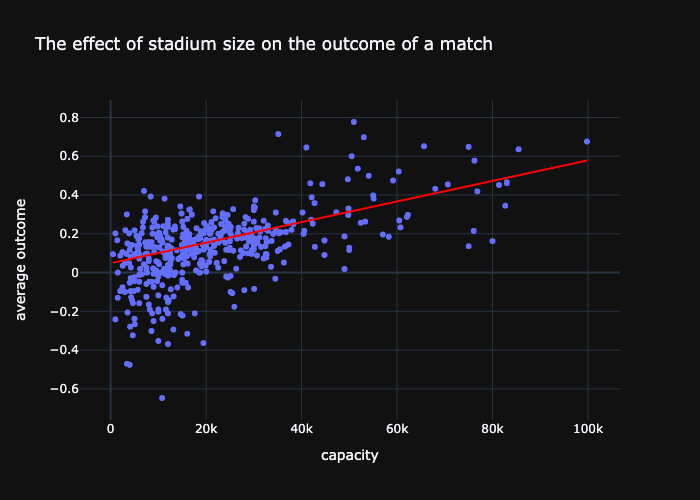 The effect of stadium size on the outcome of a match
0.8
0.6
0.4
0.2
0
−0.2
−0.4
−0.6
average outcome
0 20k 40k 60k 80k 100k
capacity